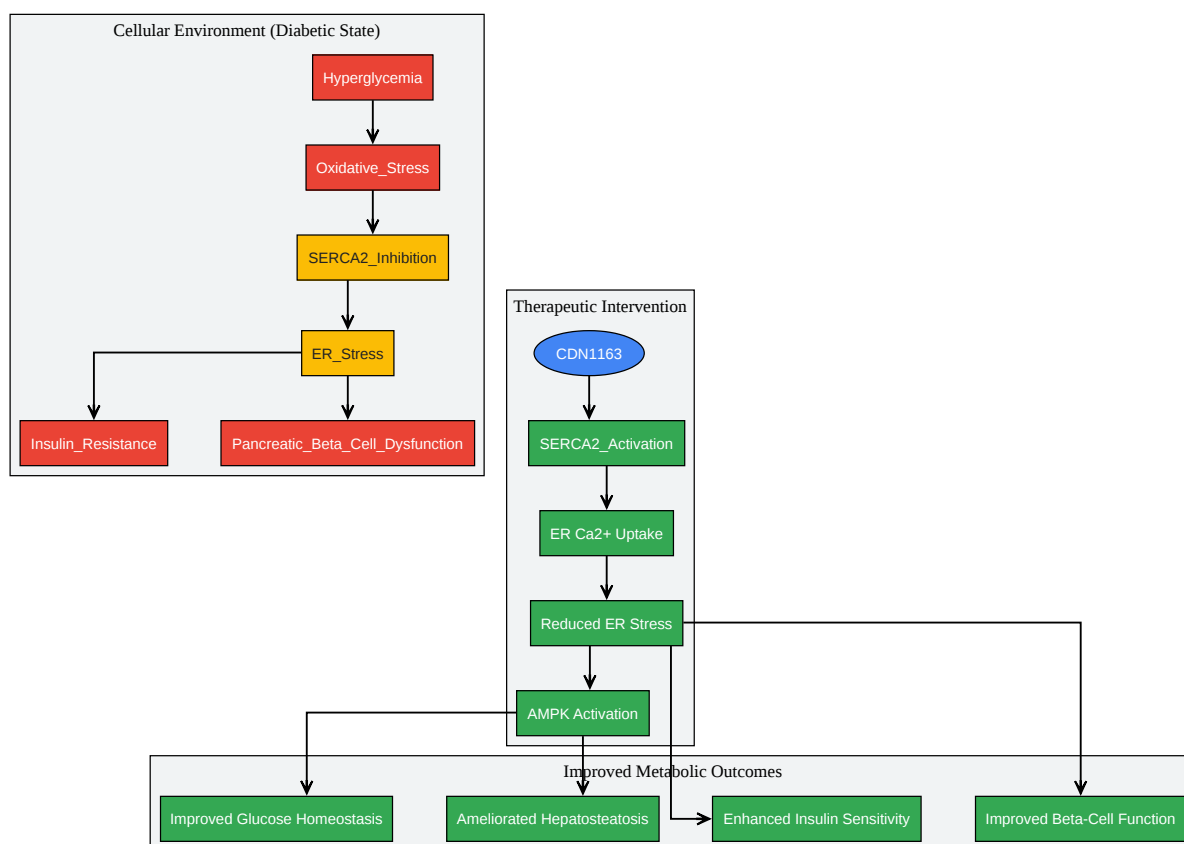 Cellular Environment (Diabetic State)
Hyperglycemia
Oxidative_Stress
SERCA2_Inhibition
ER_Stress
Insulin_Resistance
Pancreatic_Beta_Cell_Dysfunction
Therapeutic Intervention
CDN1163
SERCA2_Activation
ER Ca2+ Uptake
Reduced ER Stress
AMPK Activation
Improved Metabolic Outcomes
Improved Glucose Homeostasis
Ameliorated Hepatosteatosis
Enhanced Insulin Sensitivity
Improved Beta-Cell Function